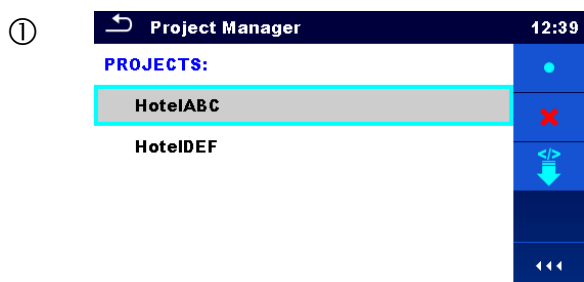 ①
Project Manager 12:39
PROJECTS:
HotelABC
HotelDEF
</>